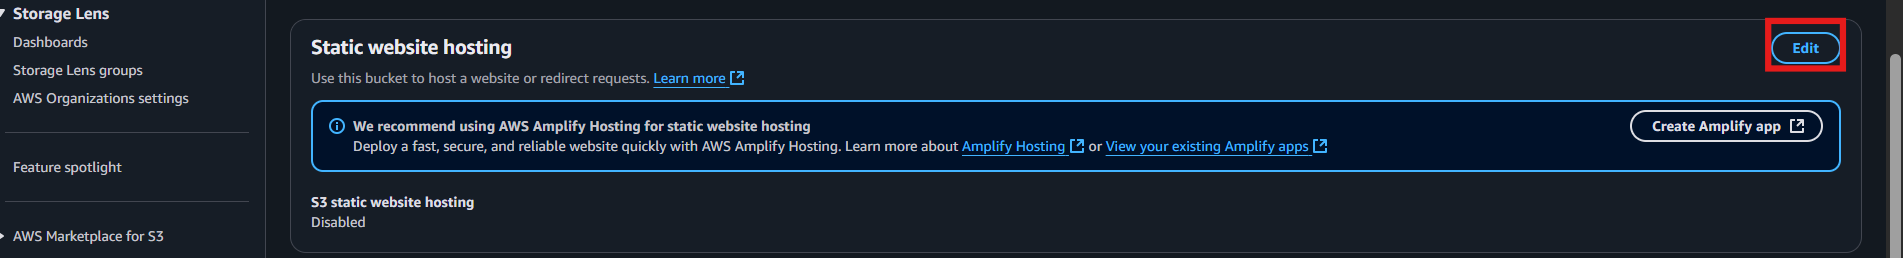 Storage Lens
Dashboards
Storage Lens groups
AWS Organizations settings
Feature spotlight
AWS Marketplace for S3
Static website hosting
Edit
Use this bucket to host a website or redirect requests. Learn more
We recommend using AWS Amplify Hosting for static website hosting
Deploy a fast, secure, and reliable website quickly with AWS Amplify Hosting. Learn more about Amplify Hosting or View your existing Amplify apps
Create Amplify app
S3 static website hosting
Disabled